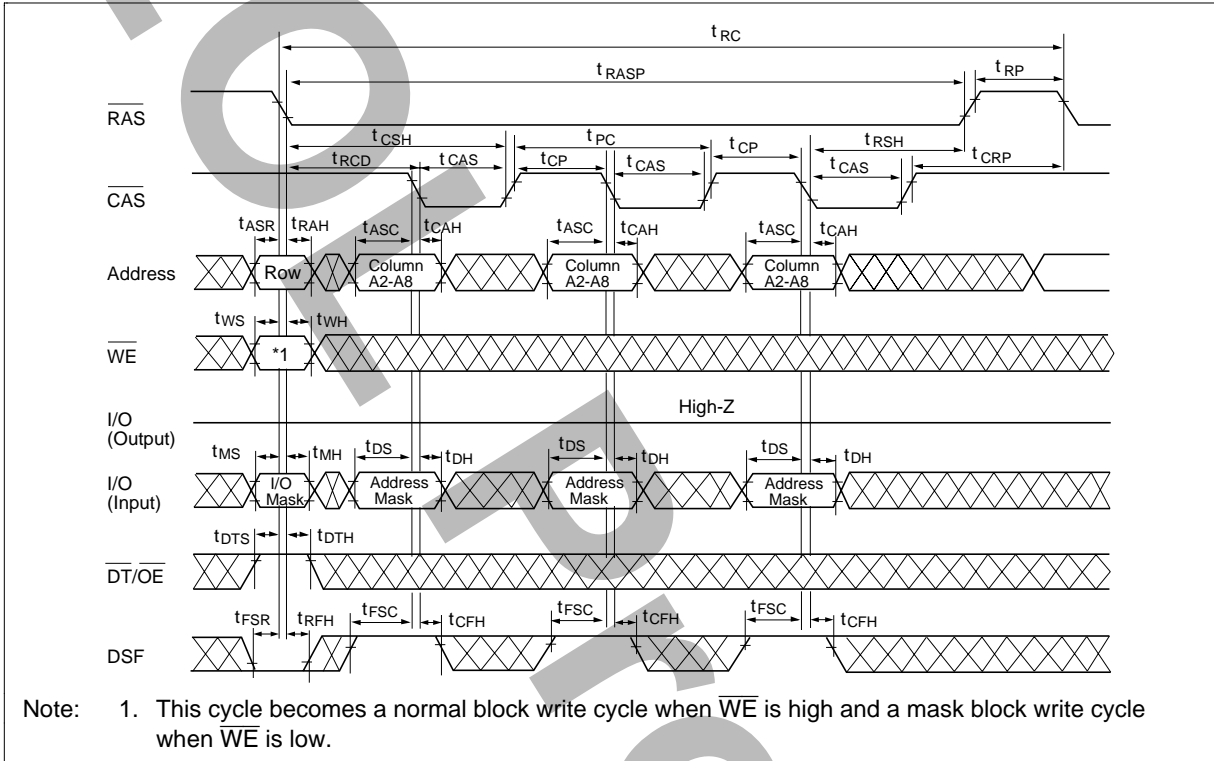 t RC
t RASP
t RP
RAS
t CSH
t PC
t RSH
t RCD
t CAS
t CP
t CAS
t CP
t CAS
t CRP
CAS
tASR
tRAH
tASC
tCAH
tASC
tCAH
tASC
tCAH
Address
Row
Column
A2-A8
Column
A2-A8
Column
A2-A8
tWS
tWH
WE
*1
High-Z
I/O
(Output)
tMS
tMH
tDS
tDH
tDS
tDH
tDS
tDH
I/O
(Input)
I/O
Mask
Address
Mask
Address
Mask
Address
Mask
tDTS
tDTH
DT/OE
tFSR
tRFH
tFSC
tCFH
tFSC
tCFH
tFSC
tCFH
DSF
Note: 1. This cycle becomes a normal block write cycle when WE is high and a mask block write cycle
when WE is low.